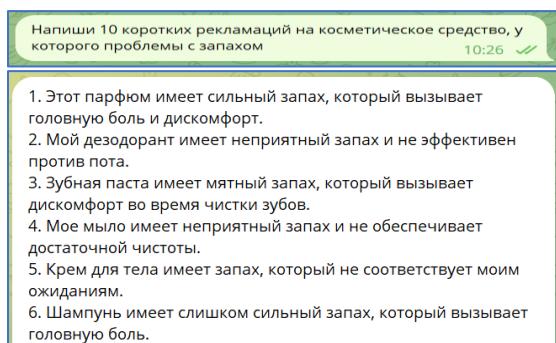 Напиши 10 коротких рекламаций на косметическое средство, у
которого проблемы с запахом
10:26
1. Этот парфюм имеет сильный запах, который вызывает
головную боль и дискомфорт.
2. Мой дезодорант имеет неприятный запах и не эффективен
против пота.
3. Зубная паста имеет мятный запах, который вызывает
дискомфорт во время чистки зубов.
4. Мое мыло имеет неприятный запах и не обеспечивает
достаточной чистоты.
5. Крем для тела имеет запах, который не соответствует моим
ожиданиям.
6. Шампунь имеет слишком сильный запах, который вызывает
головную боль.